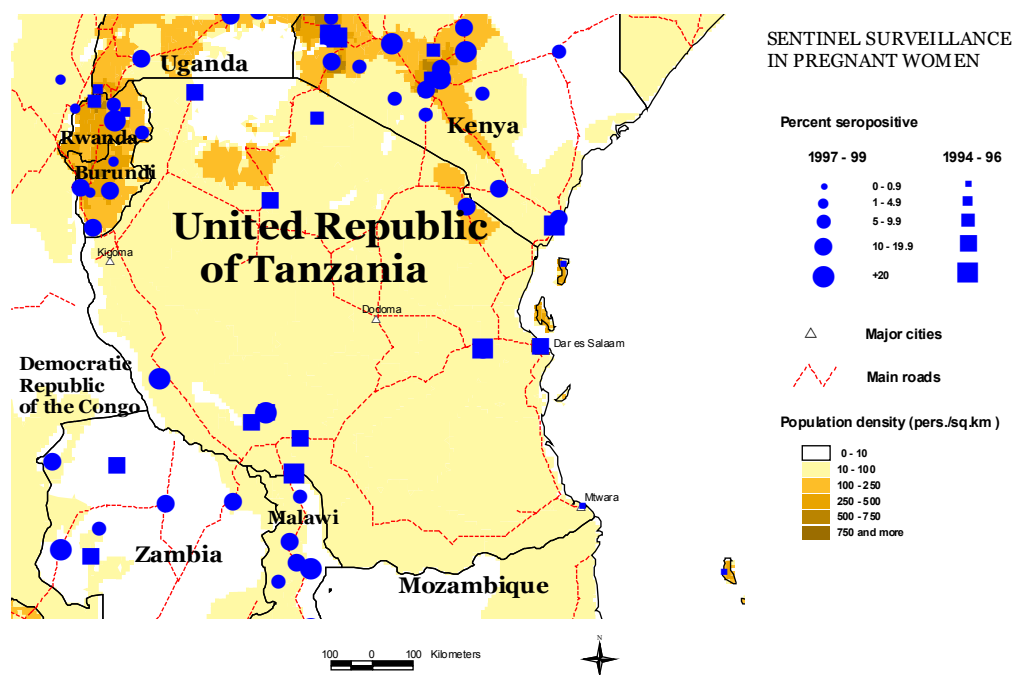 SENTINEL SURVEILLANCE
IN PREGNANT WOMEN
Percent seropositive
1997 - 99
1994 - 96
0 - 0.9
1 - 4.9
5 - 9.9
10 - 19.9
+20
Major cities
Main roads
Population density (pers./sq.km )
0 - 10
10 - 100
100 - 250
250 - 500
500 - 750
750 and more
Uganda
Kenya
Rwanda
Burundi
United Republic
of Tanzania
Kigoma
Dodoma
Dar es Salaam
Democratic
Republic
of the Congo
Mtwara
Malawi
Zambia
Mozambique
100 0 100 Kilometers
N